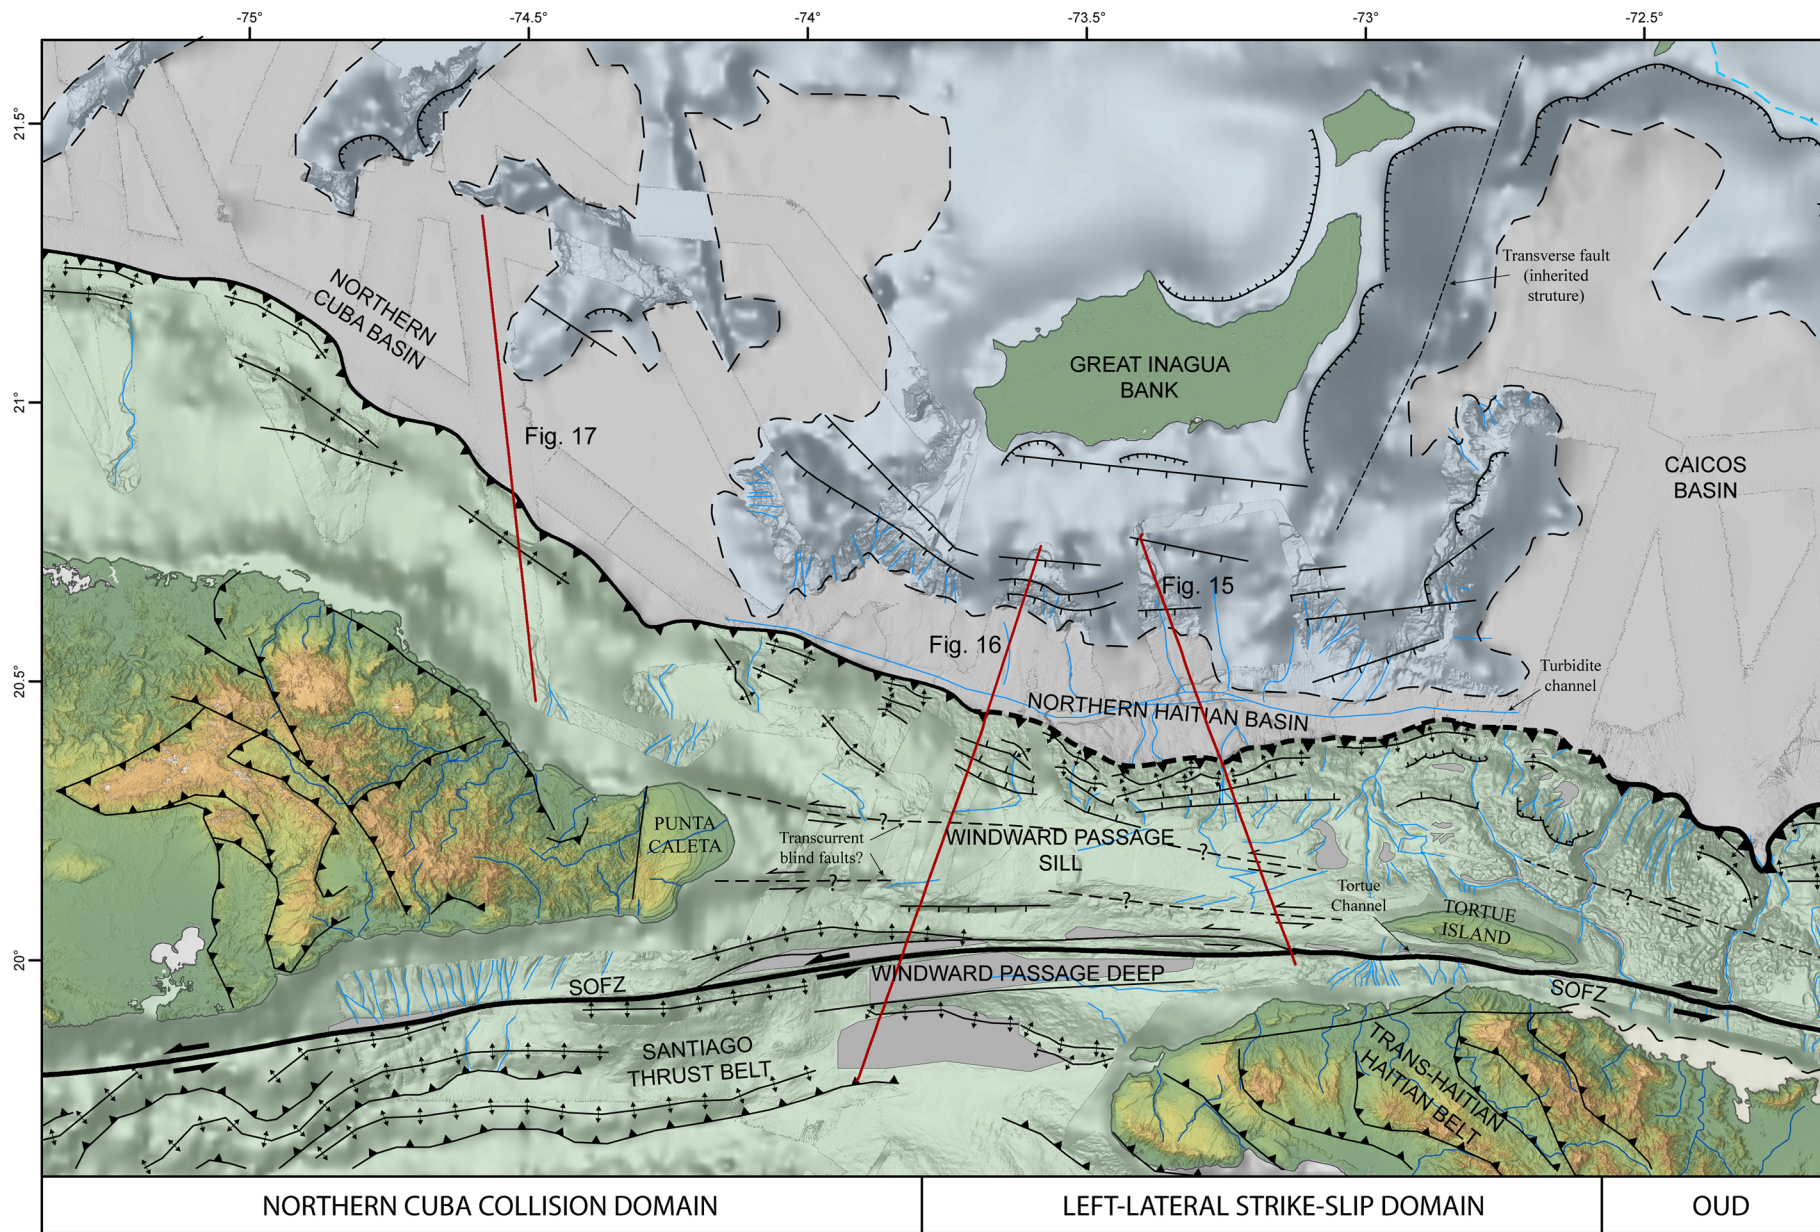 -75°
-74.5°
-74°
-73.5°
-73°
-72.5°
21.5°
21°
20.5°
20°
Transverse fault
(inherited
struture)
NORTHERN
CUBA BASIN
GREAT INAGUA
BANK
Fig. 17
CAICOS
BASIN
Fig. 15
Fig. 16
Turbidite
channel
NORTHERN HAITIAN BASIN
PUNTA
CALETA
Transcurrent
blind faults?
?
?
?
?
?
WINDWARD PASSAGE
SILL
Tortue
Channel
TORTUE
ISLAND
WINDWARD PASSAGE DEEP
SOFZ
SOFZ
SANTIAGO
THRUST BELT
TRANS-HAITIAN
HAITIAN BELT
NORTHERN CUBA COLLISION DOMAIN
LEFT-LATERAL STRIKE-SLIP DOMAIN
OUD